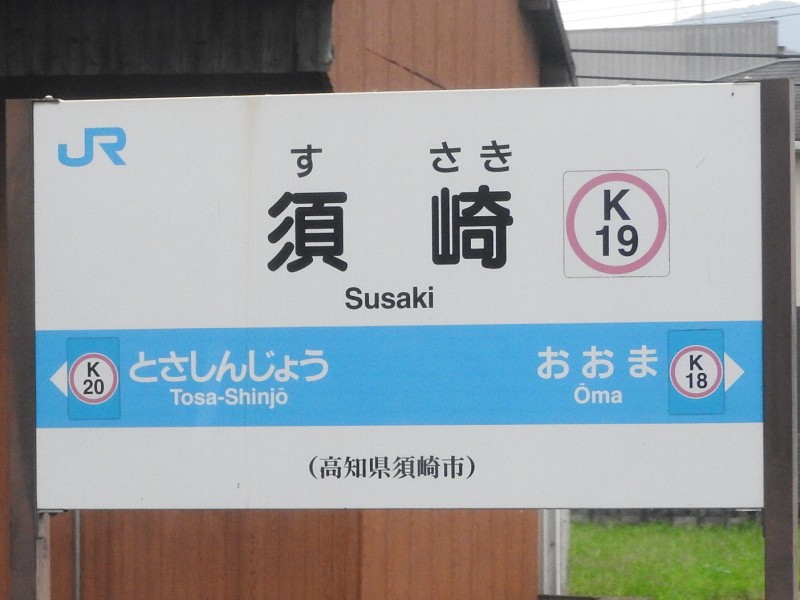 JR
す さき
須 崎
K
19
Susaki
K
20
とさしんじょう
Tosa-Shinjō
おおま
Ōma
K
18
(高知県須崎市)